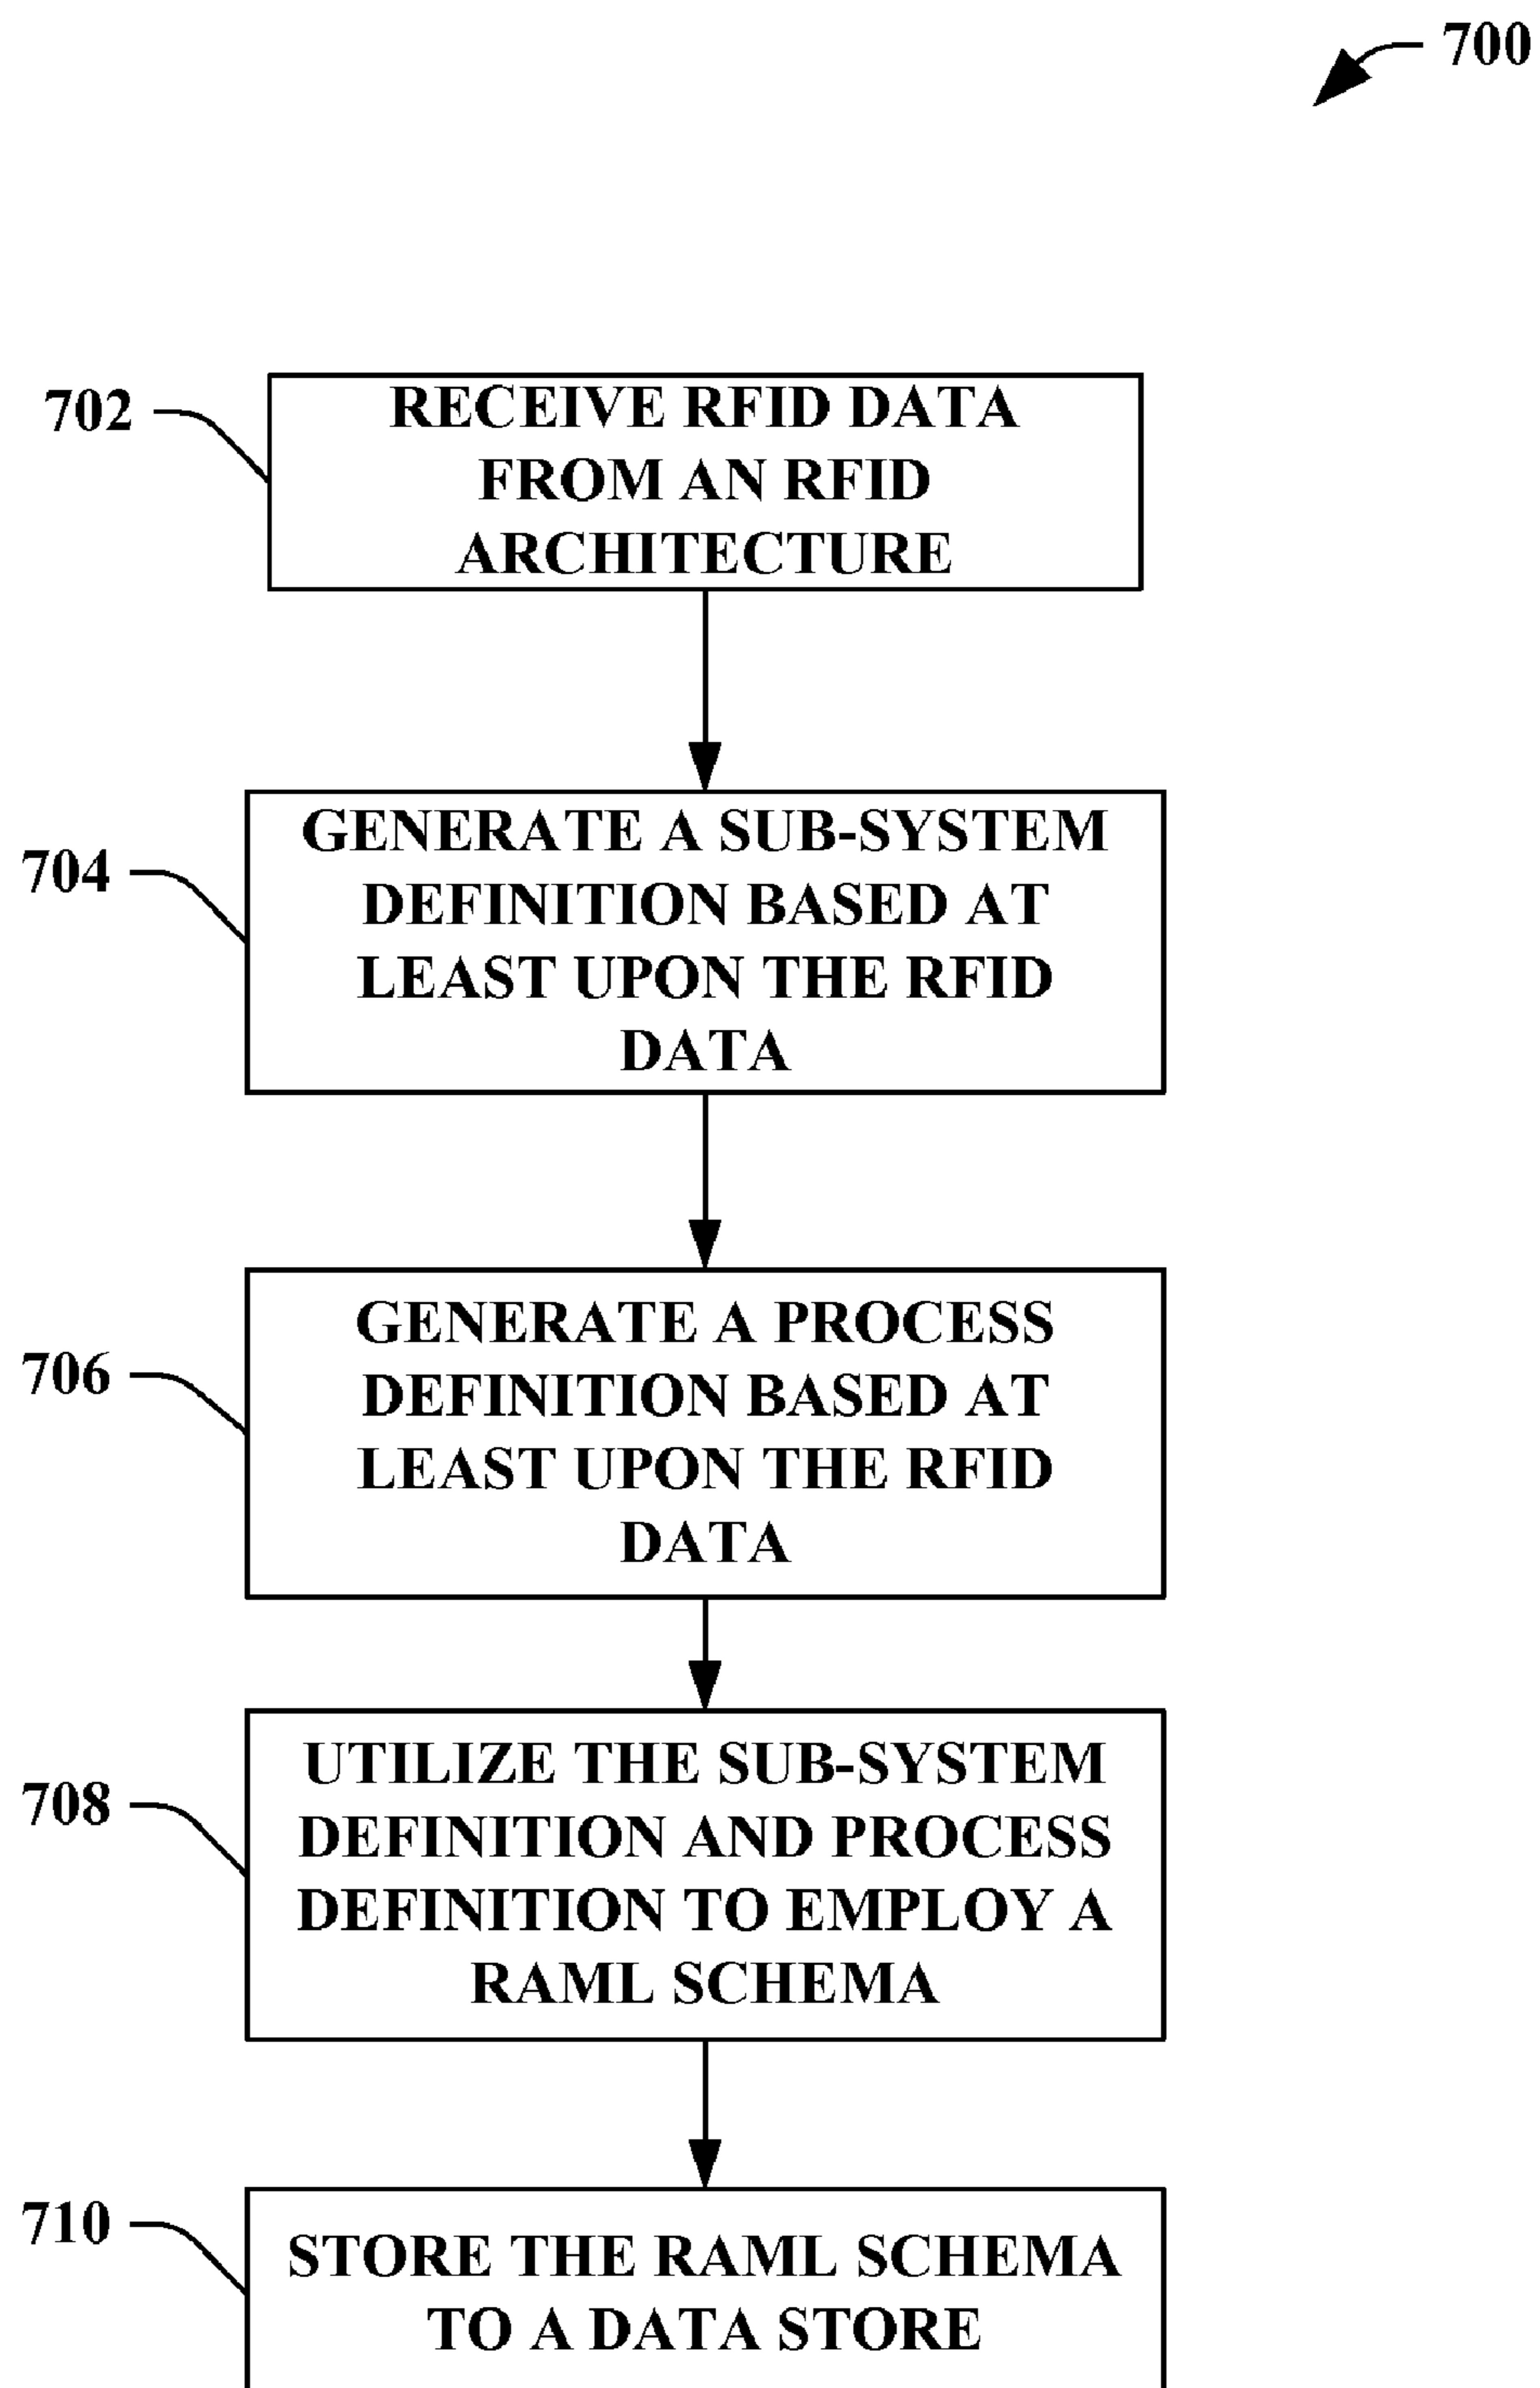 700
702
RECEIVE RFID DATA
FROM AN RFID
ARCHITECTURE
704
GENERATE A SUB-SYSTEM
DEFINITION BASED AT
LEAST UPON THE RFID
DATA
706
GENERATE A PROCESS
DEFINITION BASED AT
LEAST UPON THE RFID
DATA
708
UTILIZE THE SUB-SYSTEM
DEFINITION AND PROCESS
DEFINITION TO EMPLOY A
RAML SCHEMA
710
STORE THE RAML SCHEMA
TO A DATA STORE